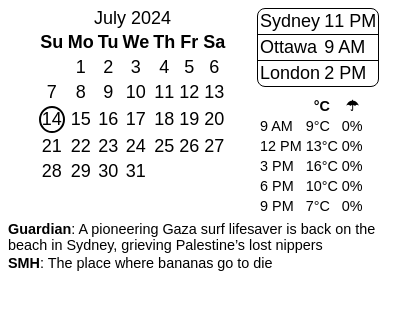 July 2024
Su Mo Tu We Th Fr Sa
1 2 3 4 5 6
7 8 9 10 11 12 13
14 15 16 17 18 19 20
21 22 23 24 25 26 27
28 29 30 31
Sydney 11 PM
Ottawa 9 AM
London 2 PM
°C ☂
9 AM 9°C 0%
12 PM 13°C 0%
3 PM 16°C 0%
6 PM 10°C 0%
9 PM 7°C 0%
Guardian: A pioneering Gaza surf lifesaver is back on the
beach in Sydney, grieving Palestine’s lost nippers
SMH: The place where bananas go to die